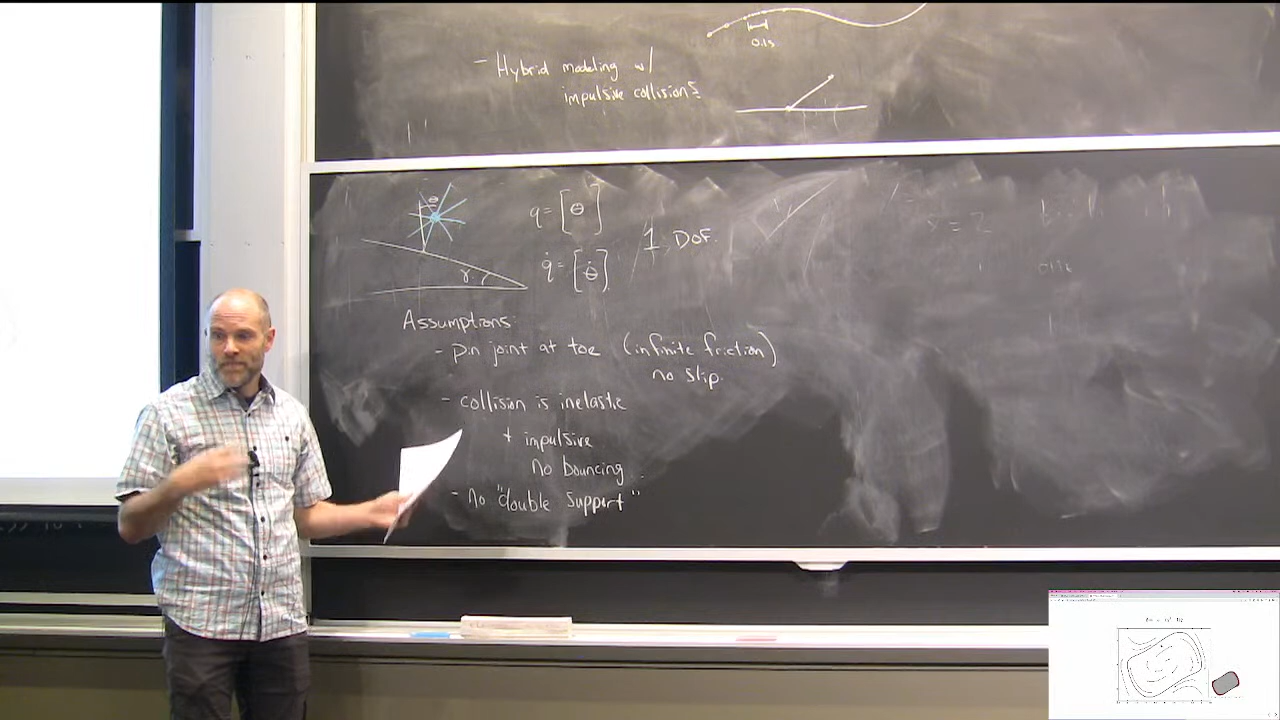 0.1s
- Hybrid modeling w/
impulsive collisions
θ
q = [θ]
1 DoF.
q̇ = [θ̇]
γ
Assumptions:
- pin joint at toe (infinite friction)
no slip.
- collision is inelastic
+ impulsive
No bouncing.
- No "double support"